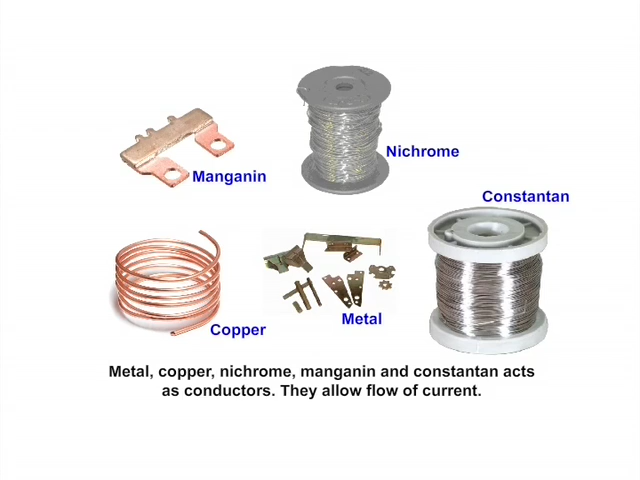 Nichrome
Manganin
Constantan
Copper
Metal
Metal, copper, nichrome, manganin and constantan acts
as conductors. They allow flow of current.